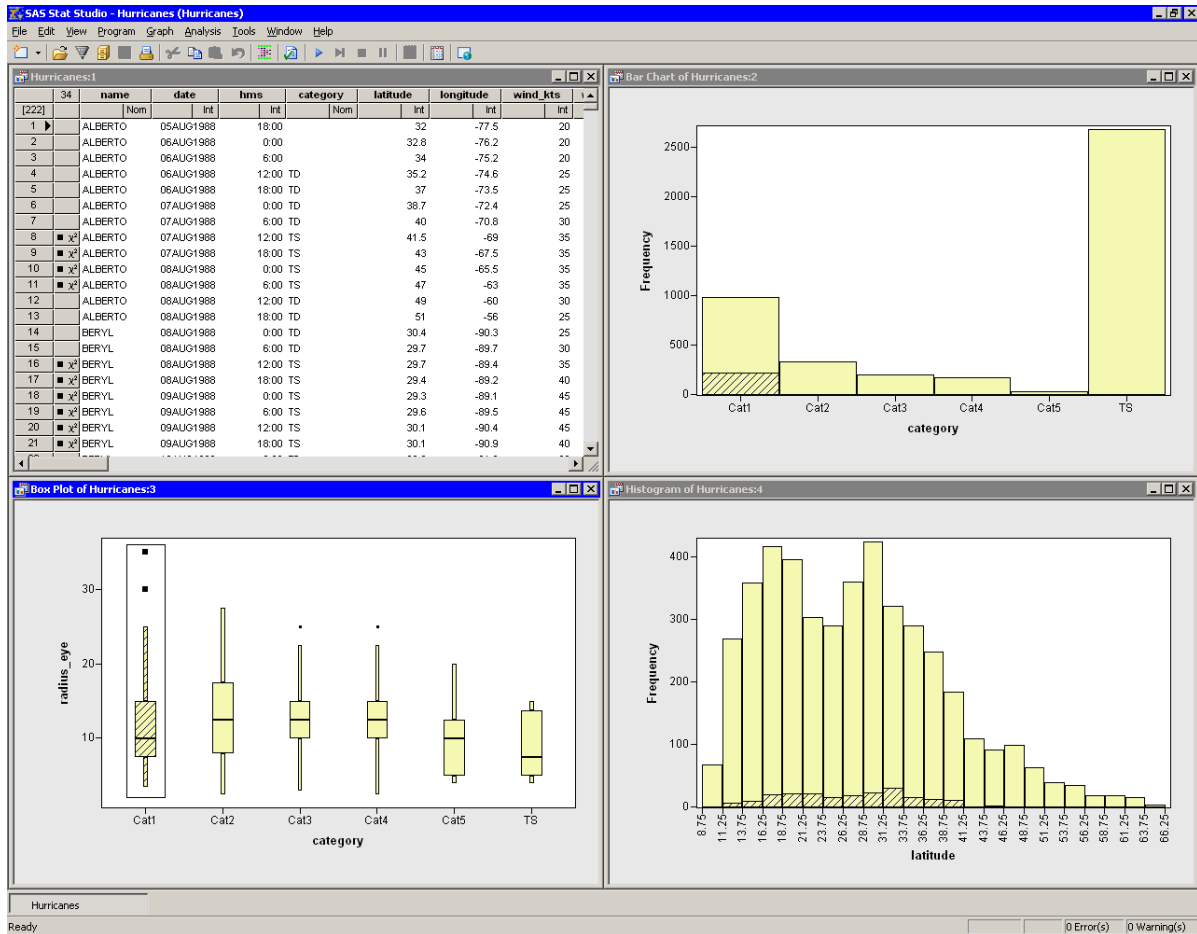 SAS Stat Studio - Hurricanes (Hurricanes)
File Edit View Program Graph Analysis Tools Window Help
Hurricanes:1
34 name date hms category latitude longitude wind_kts
[222] Nom Int Int Nom Int Int Int
1 ALBERTO 05AUG1988 18:00 32 -77.5 20
2 ALBERTO 06AUG1988 0:00 32.8 -76.2 20
3 ALBERTO 06AUG1988 6:00 34 -75.2 20
4 ALBERTO 06AUG1988 12:00 TD 35.2 -74.6 25
5 ALBERTO 06AUG1988 18:00 TD 37 -73.5 25
6 ALBERTO 07AUG1988 0:00 TD 38.7 -72.4 25
7 ALBERTO 07AUG1988 6:00 TD 40 -70.8 30
8 χ² ALBERTO 07AUG1988 12:00 TS 41.5 -69 35
9 χ² ALBERTO 07AUG1988 18:00 TS 43 -67.5 35
10 χ² ALBERTO 08AUG1988 0:00 TS 45 -65.5 35
11 χ² ALBERTO 08AUG1988 6:00 TS 47 -63 35
12 ALBERTO 08AUG1988 12:00 TD 49 -60 30
13 ALBERTO 08AUG1988 18:00 TD 51 -56 25
14 BERYL 08AUG1988 0:00 TD 30.4 -90.3 25
15 BERYL 08AUG1988 6:00 TD 29.7 -89.7 30
16 χ² BERYL 08AUG1988 12:00 TS 29.7 -89.4 35
17 χ² BERYL 08AUG1988 18:00 TS 29.4 -89.2 40
18 χ² BERYL 09AUG1988 0:00 TS 29.3 -89.1 45
19 χ² BERYL 09AUG1988 6:00 TS 29.6 -89.5 45
20 χ² BERYL 09AUG1988 12:00 TS 30.1 -90.4 45
21 χ² BERYL 09AUG1988 18:00 TS 30.1 -90.9 40
Bar Chart of Hurricanes:2
2500
2000
1500
1000
500
0
Frequency
Cat1 Cat2 Cat3 Cat4 Cat5 TS
category
Box Plot of Hurricanes:3
30
20
10
radius_eye
Cat1 Cat2 Cat3 Cat4 Cat5 TS
category
Histogram of Hurricanes:4
400
300
200
100
0
Frequency
8.75 11.25 13.75 16.25 18.75 21.25 23.75 26.25 28.75 31.25 33.75 36.25 38.75 41.25 43.75 46.25 48.75 51.25 53.75 56.25 58.75 61.25 63.75 66.25
latitude
Hurricanes
Ready
0 Error(s) 0 Warning(s)